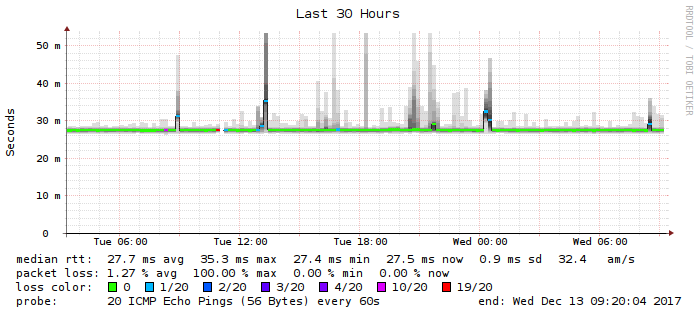 Last 30 Hours
RRDTOOL / TOBI OETIKER
Seconds
50 m
40 m
30 m
20 m
10 m
0
Tue 06:00 Tue 12:00 Tue 18:00 Wed 00:00 Wed 06:00
median rtt: 27.7 ms avg 35.3 ms max 27.4 ms min 27.5 ms now 0.9 ms sd 32.4 am/s
packet loss: 1.27 % avg 100.00 % max 0.00 % min 0.00 % now
loss color: 0 1/20 2/20 3/20 4/20 10/20 19/20
probe: 20 ICMP Echo Pings (56 Bytes) every 60s end: Wed Dec 13 09:20:04 2017